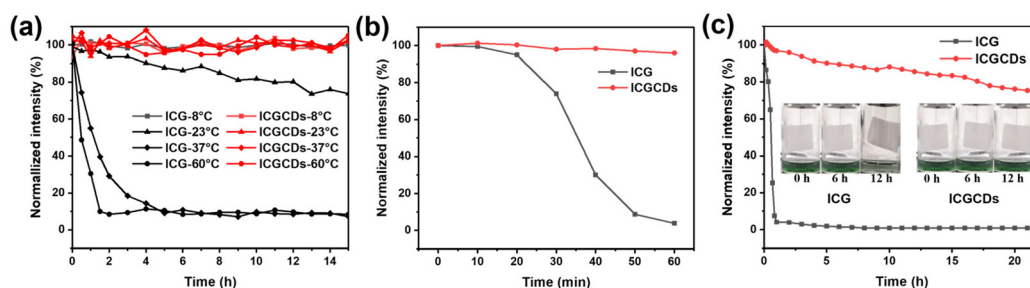 (a)
Normalized intensity (%)
100
80
60
40
20
0
ICG-8°C
ICG-23°C
ICG-37°C
ICG-60°C
ICGCDs-8°C
ICGCDs-23°C
ICGCDs-37°C
ICGCDs-60°C
0 2 4 6 8 10 12 14
Time (h)
(b)
Normallized intensity (%)
100
80
60
40
20
0
ICG
ICGCDs
0 10 20 30 40 50 60
Time (min)
(c)
Normalized intensity (%)
100
80
60
40
20
0
ICG
ICGCDs
0 h 6 h 12 h
ICG
0 h 6 h 12 h
ICGCDs
0 5 10 15 20
Time (h)